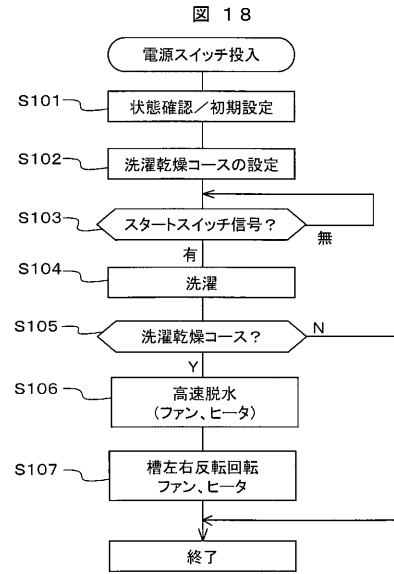 図 18
電源スイッチ投入
S101
状態確認／初期設定
S102
洗濯乾燥コースの設定
S103
スタートスイッチ信号？
無
有
S104
洗濯
S105
洗濯乾燥コース？
N
Y
S106
高速脱水
(ファン、ヒータ)
S107
槽左右反転回転
ファン、ヒータ
終了